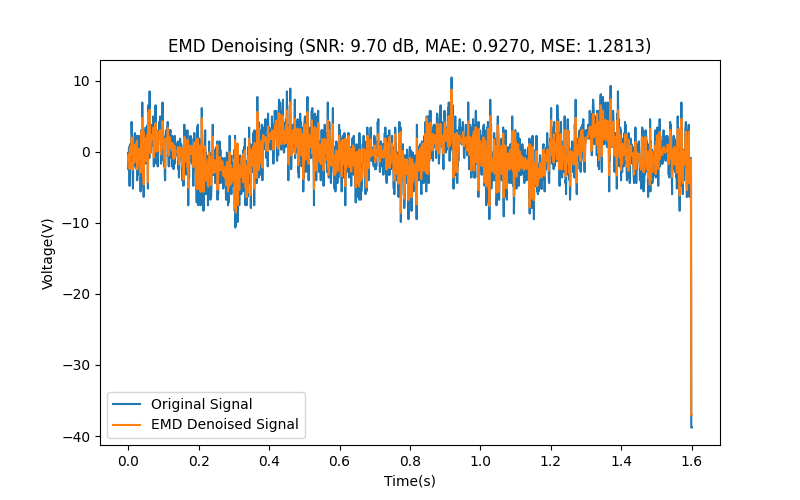 EMD Denoising (SNR: 9.70 dB, MAE: 0.9270, MSE: 1.2813)
10
0
−10
−20
−30
−40
Voltage(V)
Original Signal
EMD Denoised Signal
0.0 0.2 0.4 0.6 0.8 1.0 1.2 1.4 1.6
Time(s)